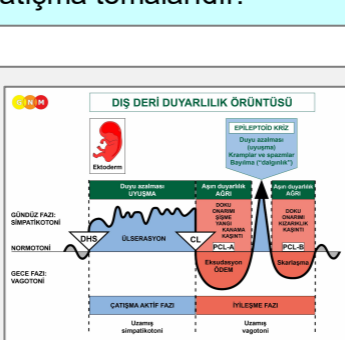 atışma temalarıdır.
GNM
DIŞ DERİ DUYARLILIK ÖRÜNTÜSÜ
EPİLEPTOİD KRİZ
Duyu azalması
(uyuşma)
Kramplar ve spazmlar
Bayılma ("dalgınlık")
Ektoderm
Duyu azalması
UYUŞMA
Aşırı duyarlılık
AĞRI
Aşırı duyarlılık
AĞRI
GÜNDÜZ FAZI:
SİMPATİKOTONİ
NORMOTONİ
GECE FAZI:
VAGOTONİ
DHS
ÜLSERASYON
CL
DOKU
ONARIMI
ŞİŞME
YANGI
KANAMA
KAŞINTI
PCL-A
Eksudasyon
ÖDEM
DOKU
ONARIMI
KIZARIKLIK
KAŞINTI
PCL-B
Skarlaşma
ÇATIŞMA AKTİF FAZI
İYİLEŞME FAZI
Uzamış
simpatikotoni
Uzamış
vagotoni